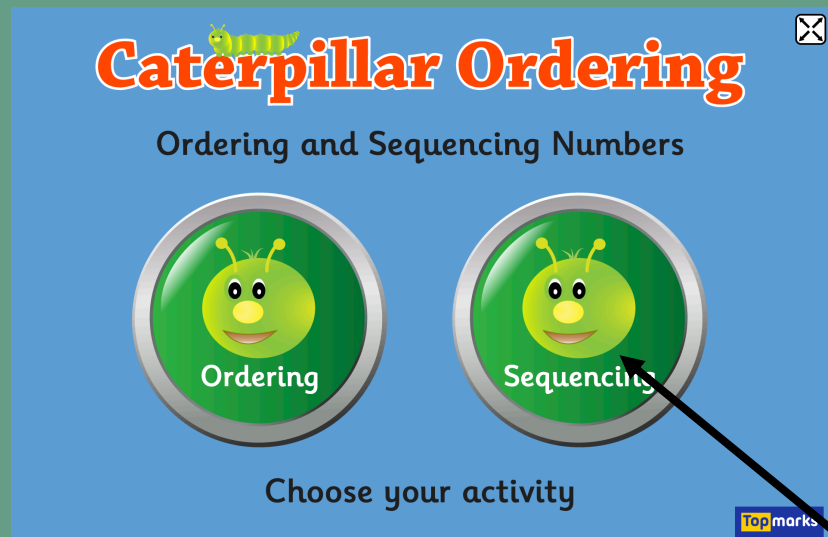 Caterpillar Ordering
Ordering and Sequencing Numbers
Ordering
Sequencing
Choose your activity
Topmarks